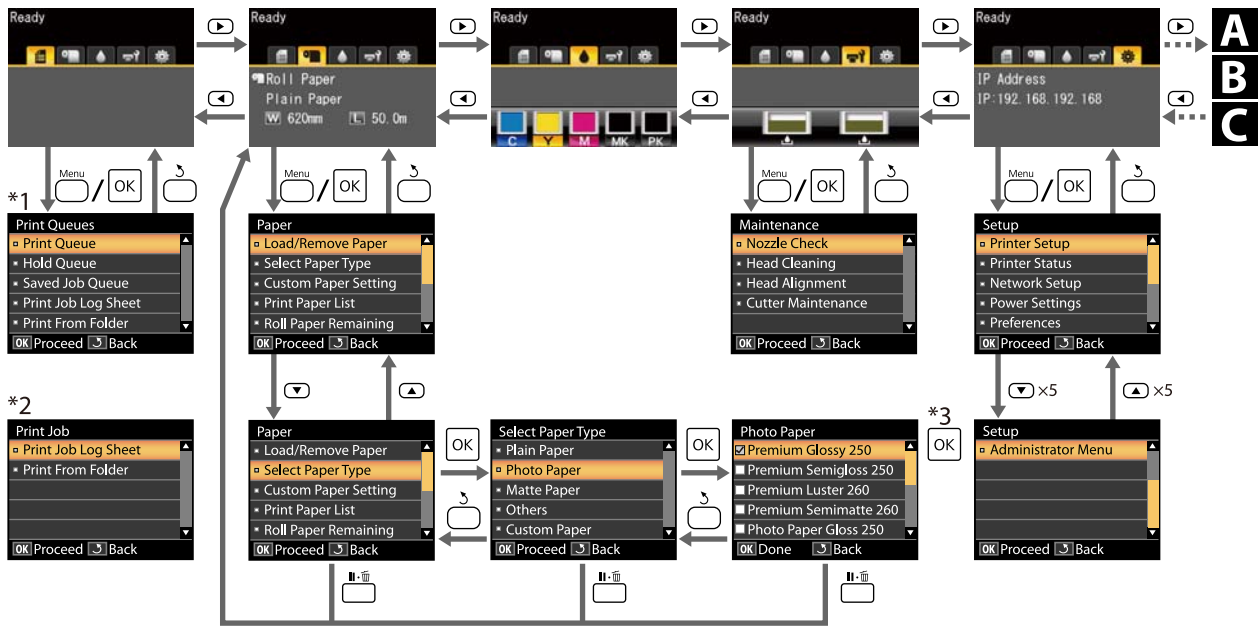 Ready
Roll Paper
Plain Paper
W 620mm L 50.0m
Ready
C Y M MK PK
Ready
Ready
Ready
IP Address
IP:192.168.192.168
A
B
C
*1
Menu / OK
Print Queues
Print Queue
Hold Queue
Saved Job Queue
Print Job Log Sheet
Print From Folder
OK Proceed Back
Menu / OK
Paper
Load/Remove Paper
Select Paper Type
Custom Paper Setting
Print Paper List
Roll Paper Remaining
OK Proceed Back
Menu / OK
Maintenance
Nozzle Check
Head Cleaning
Head Alignment
Cutter Maintenance
OK Proceed Back
Menu / OK
Setup
Printer Setup
Printer Status
Network Setup
Power Settings
Preferences
OK Proceed Back
×5
×5
*2
Print Job
Print Job Log Sheet
Print From Folder
OK Proceed Back
Paper
Load/Remove Paper
Select Paper Type
Custom Paper Setting
Print Paper List
Roll Paper Remaining
OK Proceed Back
OK
Select Paper Type
Plain Paper
Photo Paper
Matte Paper
Others
Custom Paper
OK Proceed Back
OK
Photo Paper
Premium Glossy 250
Premium Semigloss 250
Premium Luster 260
Premium Semimatte 260
Photo Paper Gloss 250
OK Done Back
*3
OK
Setup
Administrator Menu
OK Proceed Back